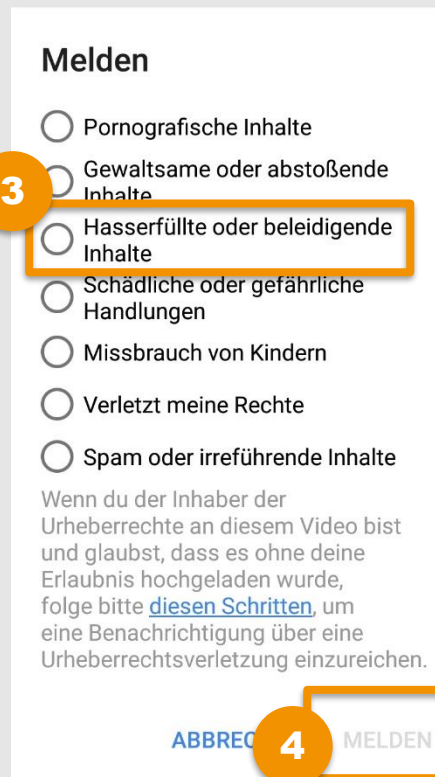 Melden
Pornografische Inhalte
Gewaltsame oder abstoßende
Inhalte
3
Hasserfüllte oder beleidigende
Inhalte
Schädliche oder gefährliche
Handlungen
Missbrauch von Kindern
Verletzt meine Rechte
Spam oder irreführende Inhalte
Wenn du der Inhaber der
Urheberrechte an diesem Video bist
und glaubst, dass es ohne deine
Erlaubnis hochgeladen wurde,
folge bitte diesen Schritten, um
eine Benachrichtigung über eine
Urheberrechtsverletzung einzureichen.
ABBREC 4 MELDEN